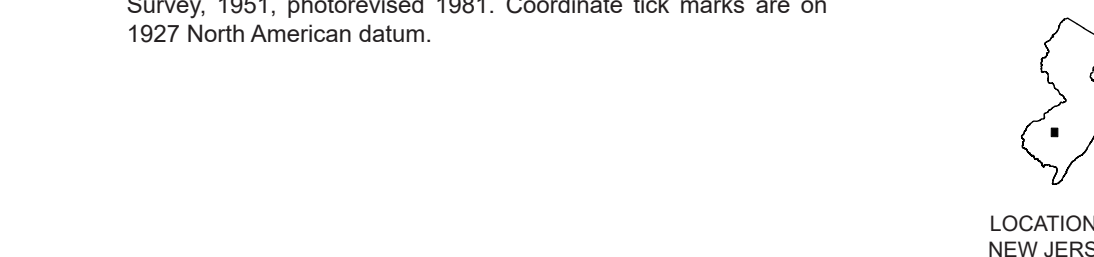 Survey, 1951, photorevised 1981. Coordinate tick marks are on
1927 North American datum.
LOCATION
NEW JERS